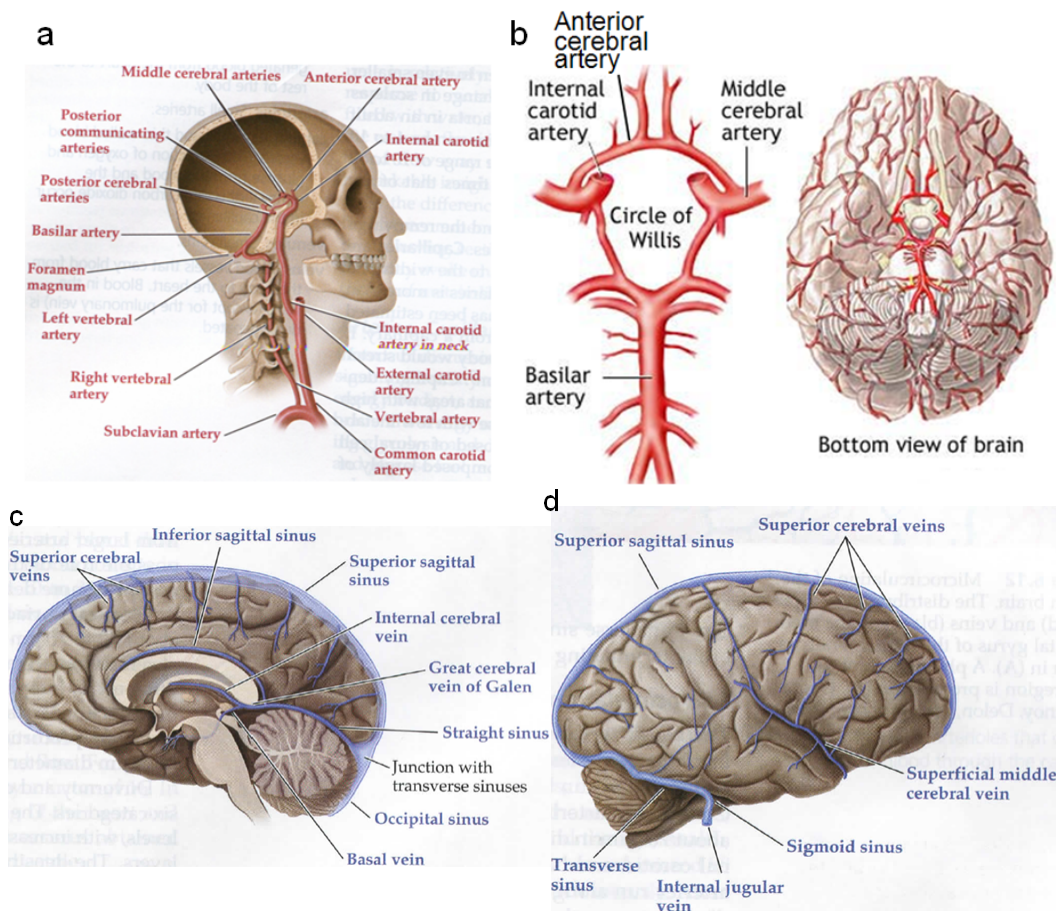 a
Middle cerebral arteries
Anterior cerebral artery
Posterior
communicating
arteries
Internal carotid
artery
Posterior cerebral
arteries
Basilar artery
Foramen
magnum
Left vertebral
artery
Internal carotid
artery in neck
Right vertebral
artery
External carotid
artery
Vertebral artery
Subclavian artery
Common carotid
artery
b
Anterior
cerebral
artery
Internal
carotid
artery
Middle
cerebral
artery
Circle of
Willis
Basilar
artery
Bottom view of brain
c
Inferior sagittal sinus
Superior cerebral
veins
Superior sagittal
sinus
Internal cerebral
vein
Great cerebral
vein of Galen
Straight sinus
Junction with
transverse sinuses
Occipital sinus
Basal vein
d
Superior cerebral veins
Superior sagittal sinus
Superficial middle
cerebral vein
Sigmoid sinus
Transverse
sinus
Internal jugular
vein